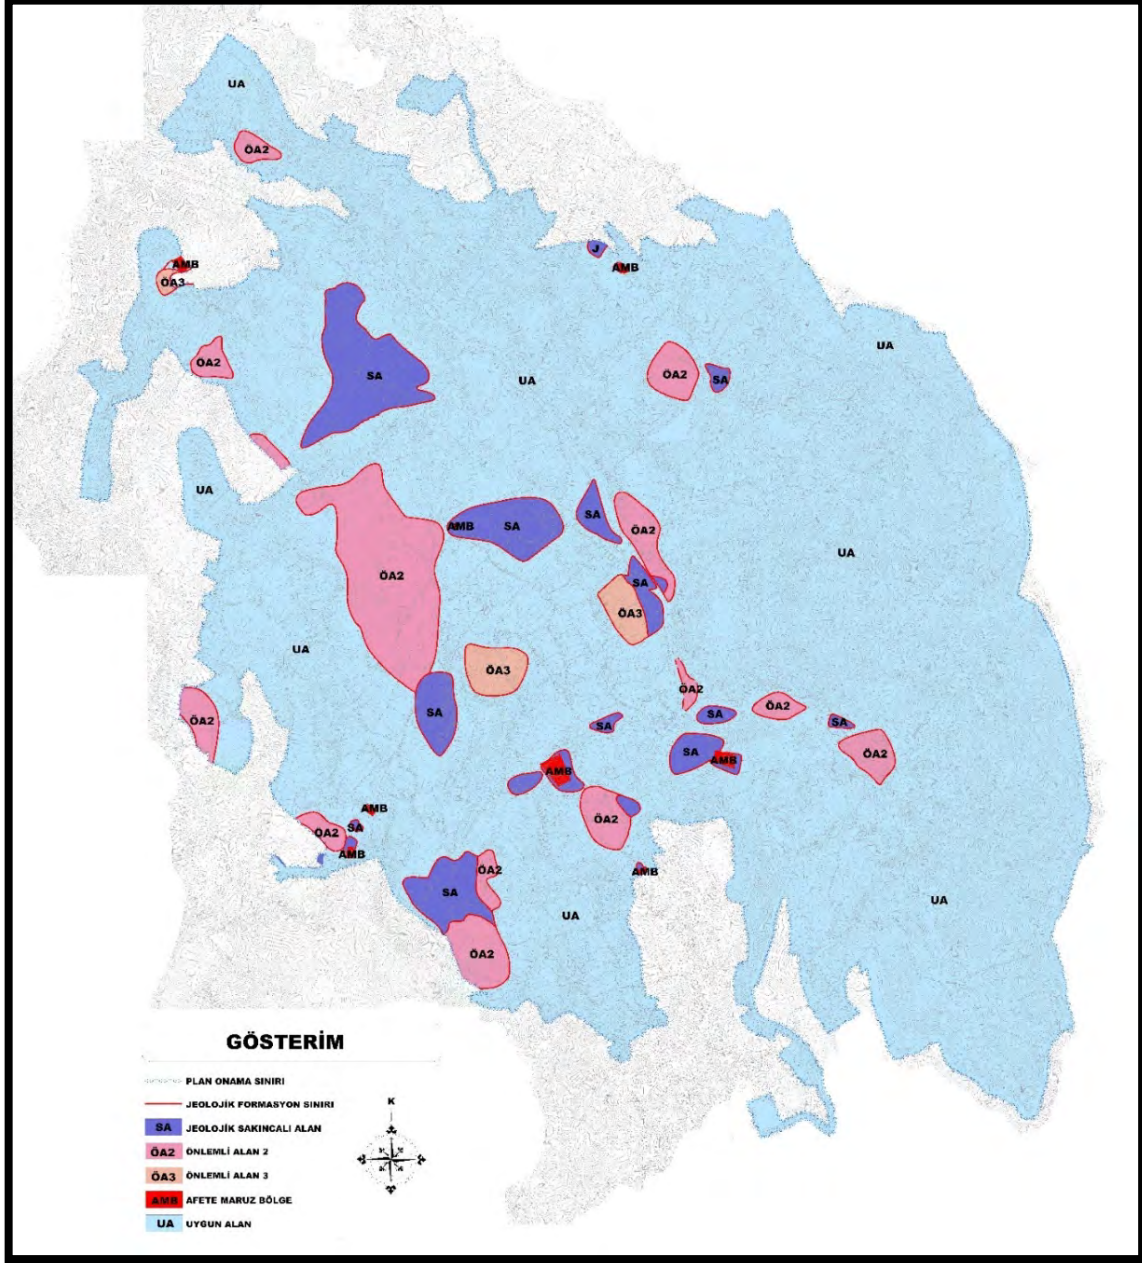 UA
ÖA2
J
AMB
AMB
ÖA3
UA
ÖA2
SA
UA
ÖA2
SA
UA
AMB
SA
SA
ÖA2
UA
ÖA2
SA
ÖA3
UA
ÖA3
ÖA2
ÖA2
SA
SA
ÖA2
SA
SA
ÖA2
SA
AMB
AMB
AMB
SA
ÖA2
ÖA2
AMB
ÖA2
AMB
SA
UA
UA
ÖA2
GÖSTERİM
PLAN ONAMA SINIRI
JEOLOJİK FORMASYON SINIRI
SA JEOLOJİK SAKINCALI ALAN
ÖA2 ÖNLEMLİ ALAN 2
ÖA3 ÖNLEMLİ ALAN 3
AMB AFETE MARUZ BÖLGE
UA UYGUN ALAN
K